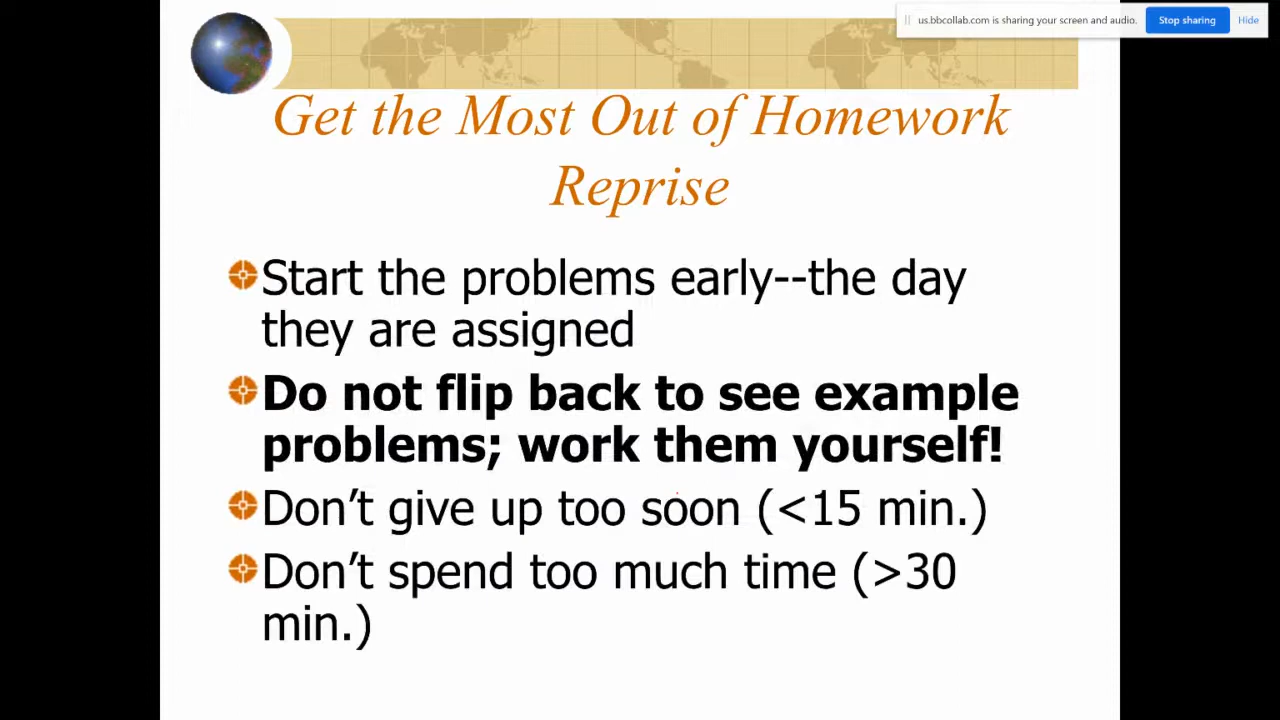 us.bbcollab.com is sharing your screen and audio. Stop sharing Hide
Get the Most Out of Homework
Reprise
Start the problems early--the day
they are assigned
Do not flip back to see example
problems; work them yourself!
Don’t give up too soon (<15 min.)
Don’t spend too much time (>30
min.)